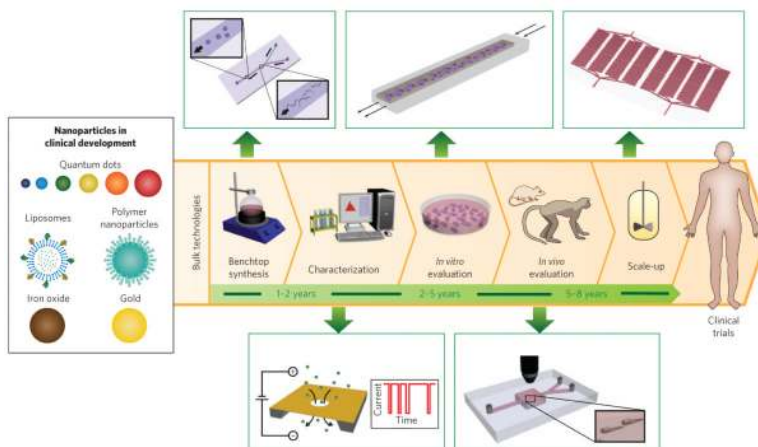 Nanoparticles in
clinical development
Quantum dots
Liposomes
Polymer
nanoparticles
Iron oxide
Gold
Bulk technologies
Benchtop
synthesis
Characterization
In vitro
evaluation
In vivo
evaluation
Scale-up
1–2 years
2–5 years
5–8 years
Clinical
trials
Current
Time